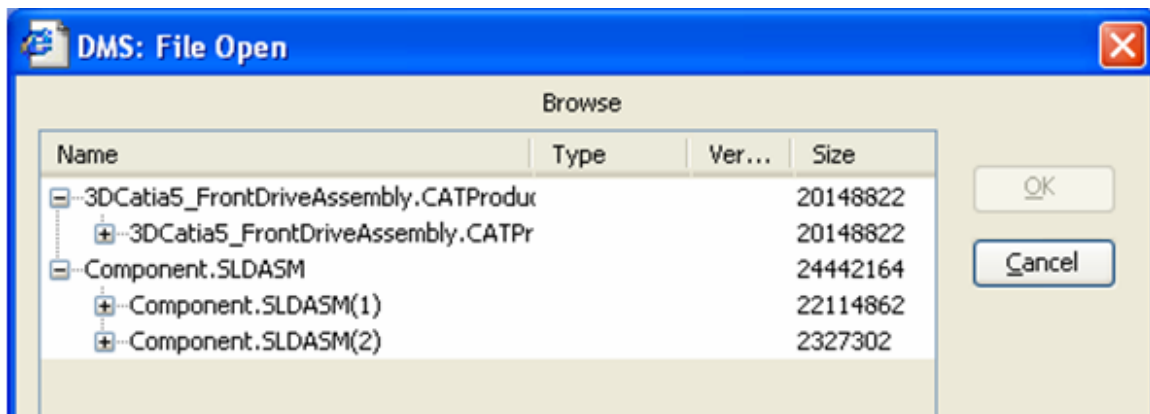 DMS: File Open
Browse
Name Type Ver... Size
3DCatia5_FrontDriveAssembly.CATProduc 20148822
OK
3DCatia5_FrontDriveAssembly.CATPr 20148822
Component.SLDASM 24442164
Cancel
Component.SLDASM(1) 22114862
Component.SLDASM(2) 2327302